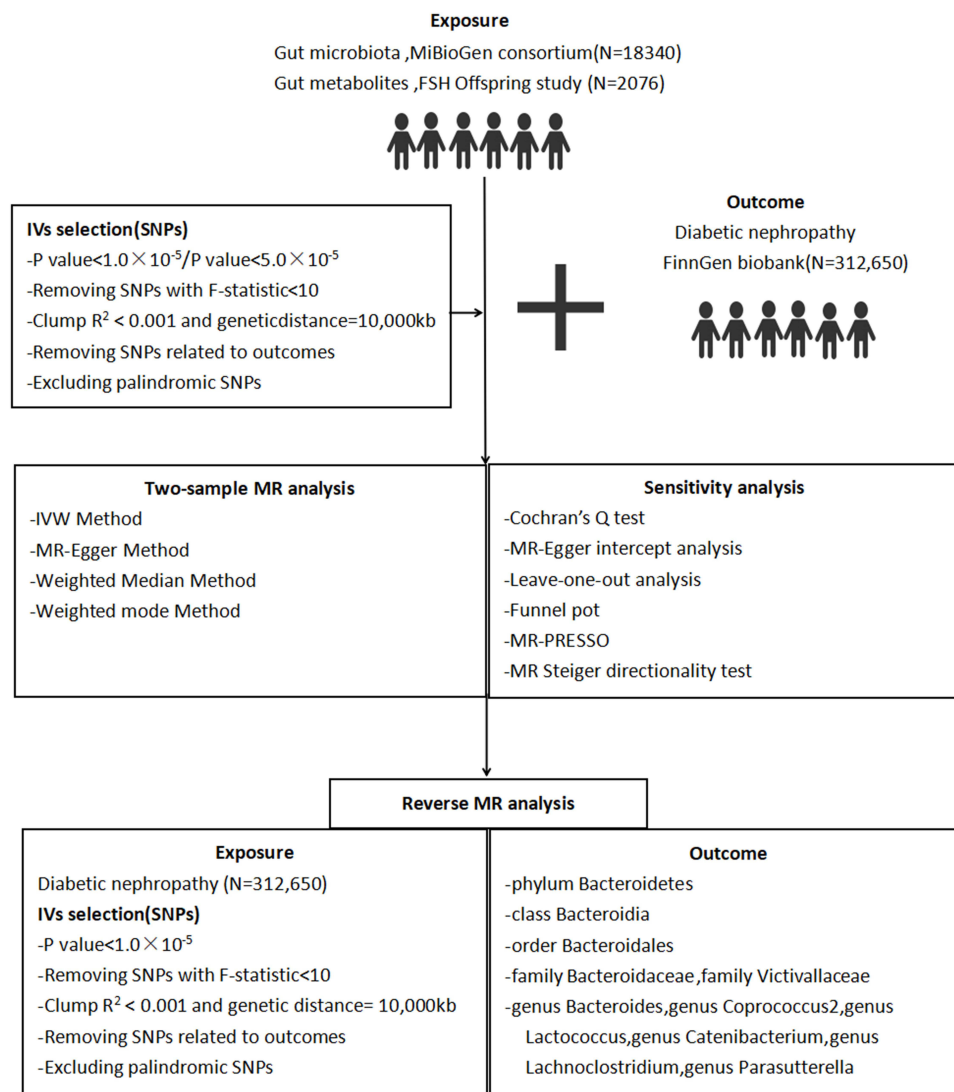 Exposure
Gut microbiota ,MiBioGen consortium(N=18340)
Gut metabolites ,FSH Offspring study (N=2076)
IVs selection(SNPs)
-P value<1.0×10⁻⁵/P value<5.0×10⁻⁵
-Removing SNPs with F-statistic<10
-Clump R² < 0.001 and geneticdistance=10,000kb
-Removing SNPs related to outcomes
-Excluding palindromic SNPs
Outcome
Diabetic nephropathy
FinnGen biobank(N=312,650)
Two-sample MR analysis
-IVW Method
-MR-Egger Method
-Weighted Median Method
-Weighted mode Method
Sensitivity analysis
-Cochran’s Q test
-MR-Egger intercept analysis
-Leave-one-out analysis
-Funnel pot
-MR-PRESSO
-MR Steiger directionality test
Reverse MR analysis
Exposure
Diabetic nephropathy (N=312,650)
IVs selection(SNPs)
-P value<1.0×10⁻⁵
-Removing SNPs with F-statistic<10
-Clump R² < 0.001 and genetic distance= 10,000kb
-Removing SNPs related to outcomes
-Excluding palindromic SNPs
Outcome
-phylum Bacteroidetes
-class Bacteroidia
-order Bacteroidales
-family Bacteroidaceae,family Victivallaceae
-genus Bacteroides,genus Coprococcus2,genus
Lactococcus,genus Catenibacterium,genus
Lachnoclostridium,genus Parasutterella